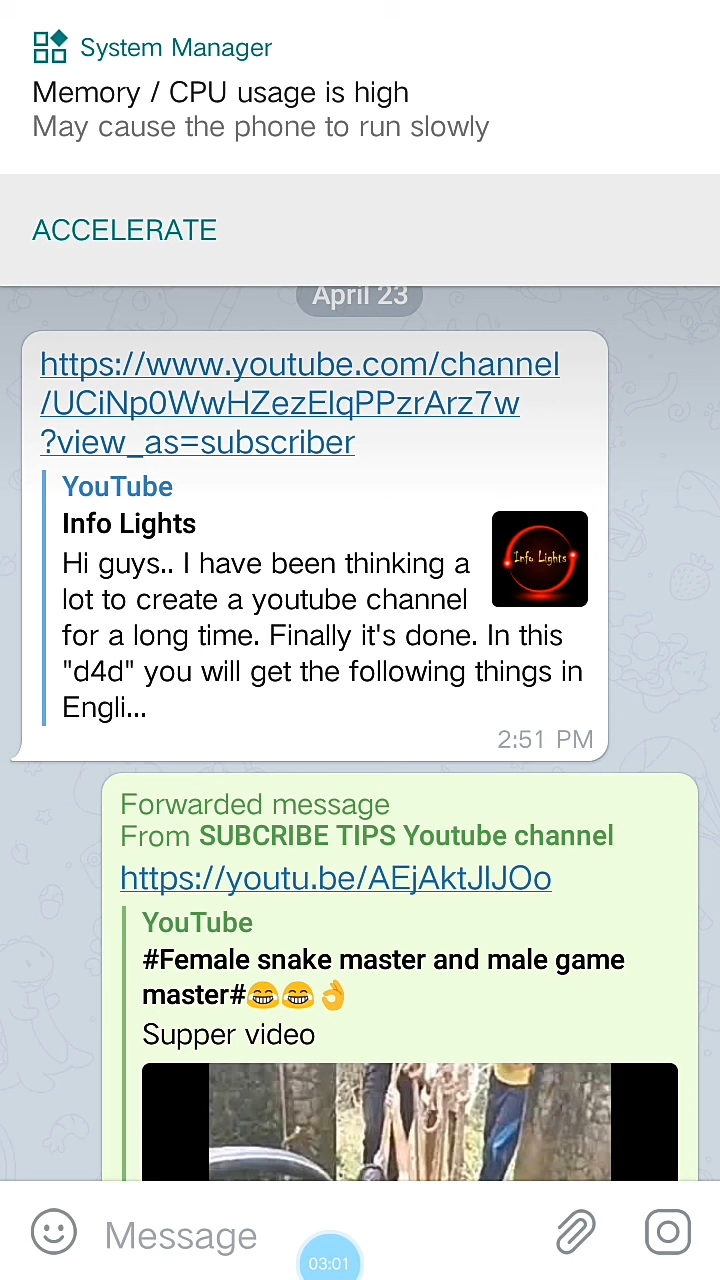 System Manager
Memory / CPU usage is high
May cause the phone to run slowly
ACCELERATE
April 23
https://www.youtube.com/channel
/UCiNp0WwHZezElqPPzrArz7w
?view_as=subscriber
YouTube
Info Lights
Info Lights
Hi guys.. I have been thinking a
lot to create a youtube channel
for a long time. Finally it's done. In this
"d4d" you will get the following things in
Engli...
2:51 PM
Forwarded message
From SUBCRIBE TIPS Youtube channel
https://youtu.be/AEjAktJlJOo
YouTube
#Female snake master and male game
master#😂😂👌
Supper video
Message
03:01